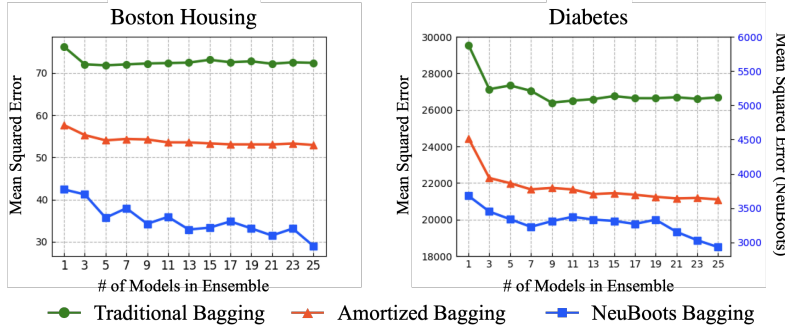 Boston Housing
Mean Squared Error
70
60
50
40
30
1 3 5 7 9 11 13 15 17 19 21 23 25
# of Models in Ensemble
Diabetes
Mean Squared Error
30000
28000
26000
24000
22000
20000
18000
1 3 5 7 9 11 13 15 17 19 21 23 25
# of Models in Ensemble
6000
5500
5000
4500
4000
3500
3000
Mean Squared Error (NeuBoots)
Traditional Bagging Amortized Bagging NeuBoots Bagging